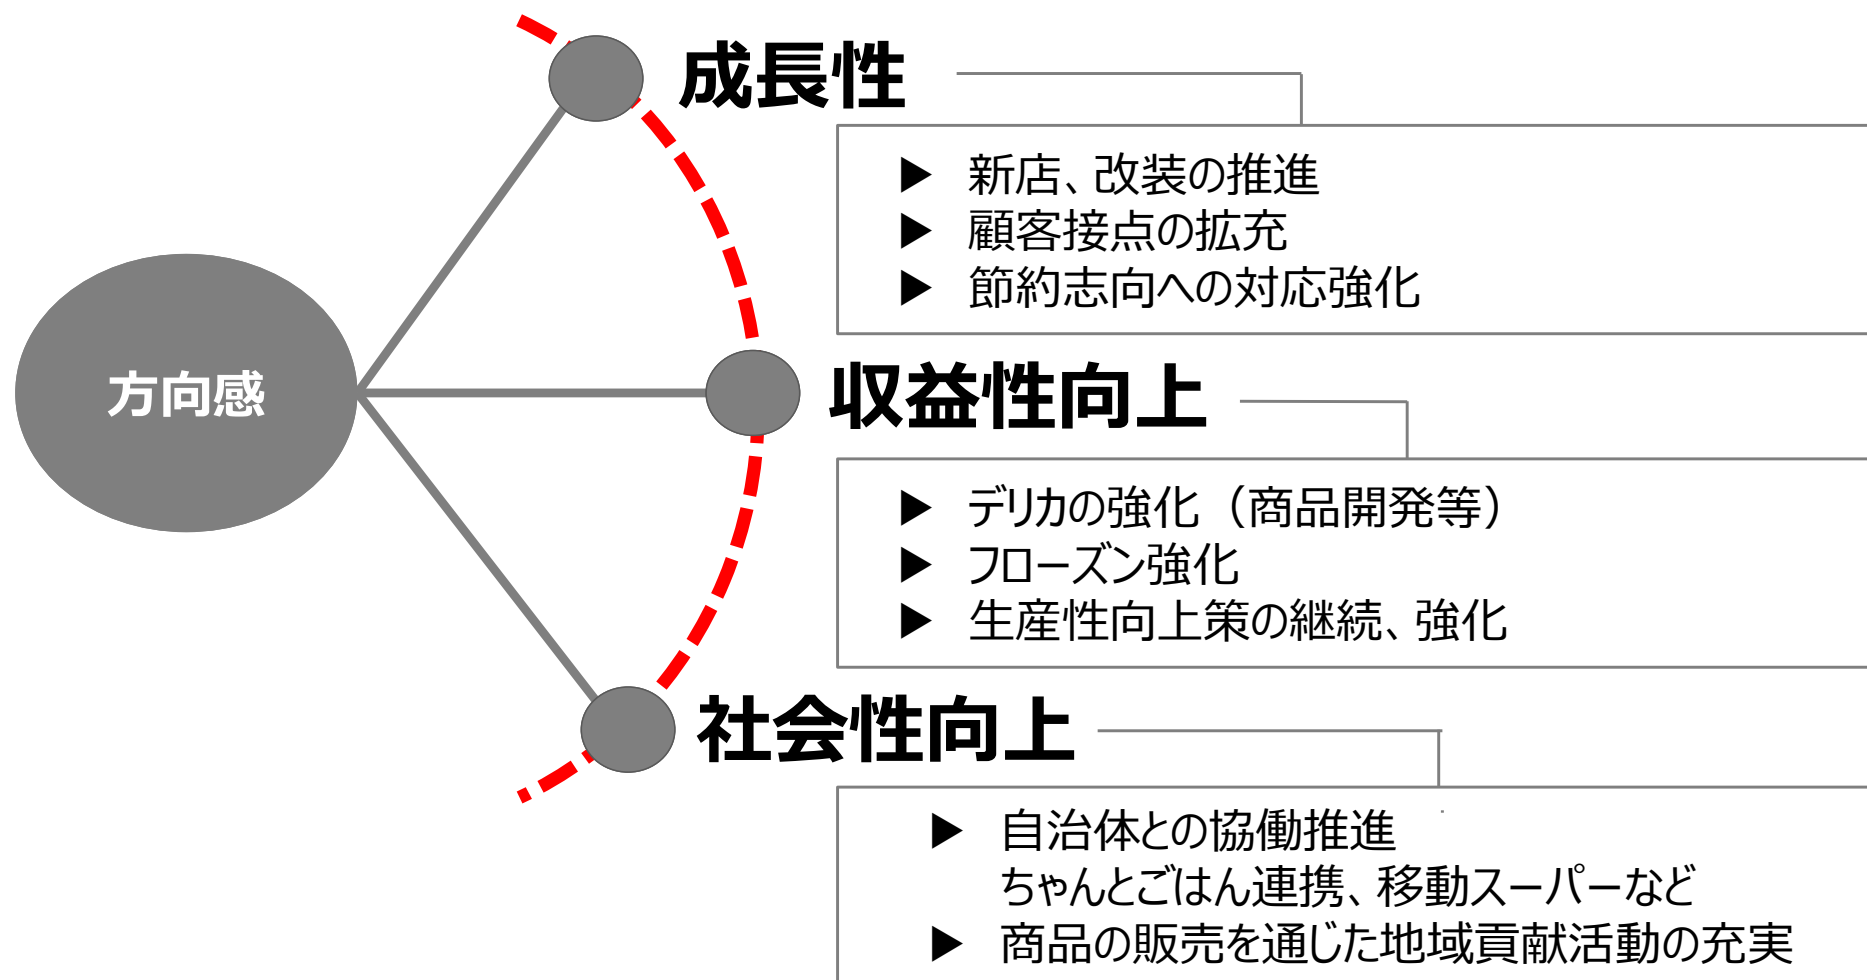 方向感
成長性
▶ 新店、改装の推進
▶ 顧客接点の拡充
▶ 節約志向への対応強化
収益性向上
▶ デリカの強化（商品開発等）
▶ フローズン強化
▶ 生産性向上策の継続、強化
社会性向上
▶ 自治体との協働推進
ちゃんとごはん連携、移動スーパーなど
▶ 商品の販売を通じた地域貢献活動の充実